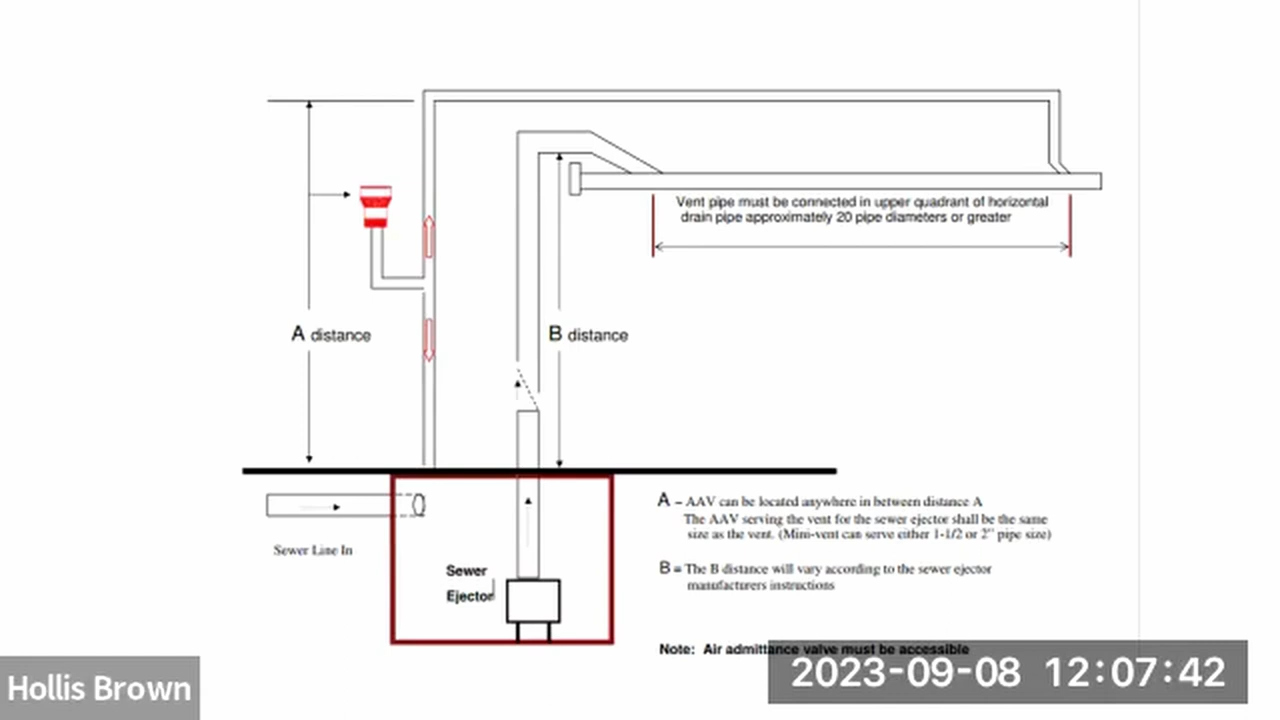 Vent pipe must be connected in upper quadrant of horizontal
drain pipe approximately 20 pipe diameters or greater
A distance
B distance
A – AAV can be located anywhere in between distance A
The AAV serving the vent for the sewer ejector shall be the same
size as the vent. (Mini-vent can serve either 1-1/2 or 2" pipe size)
Sewer Line In
B = The B distance will vary according to the sewer ejector
manufacturers instructions
Sewer
Ejector
Note: Air admittance valve must be accessible
2023-09-08 12:07:42
Hollis Brown